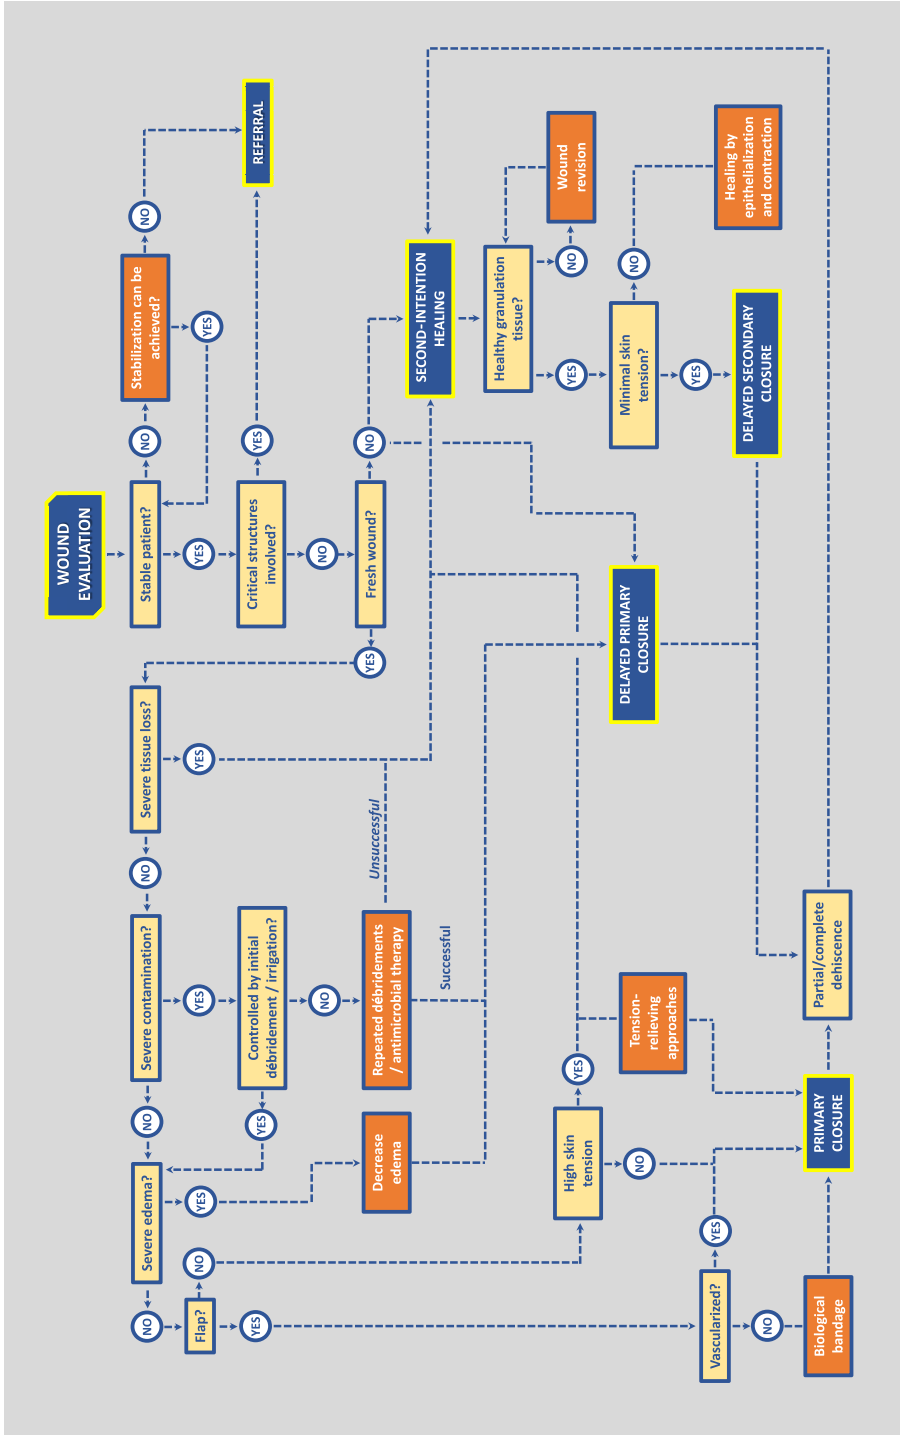 WOUND
EVALUATION
Stable patient?
NO
Stabilization can be
achieved?
NO
REFERRAL
YES
YES
Critical structures
involved?
YES
NO
Fresh wound?
NO
YES
Severe tissue loss?
YES
NO
Severe contamination?
YES
NO
Controlled by initial
débridement / irrigation?
NO
YES
Repeated débridements
/ antimicrobial therapy
Unsuccessful
Successful
Severe edema?
YES
NO
Decrease
edema
Flap?
NO
YES
High skin
tension
YES
NO
Tension-
relieving
approaches
Vascularized?
YES
NO
Biological
bandage
PRIMARY
CLOSURE
Partial/complete
dehiscence
DELAYED PRIMARY
CLOSURE
SECOND-INTENTION
HEALING
Healthy granulation
tissue?
NO
Wound
revision
YES
Minimal skin
tension?
NO
Healing by
epithelialization
and contraction
YES
DELAYED SECONDARY
CLOSURE